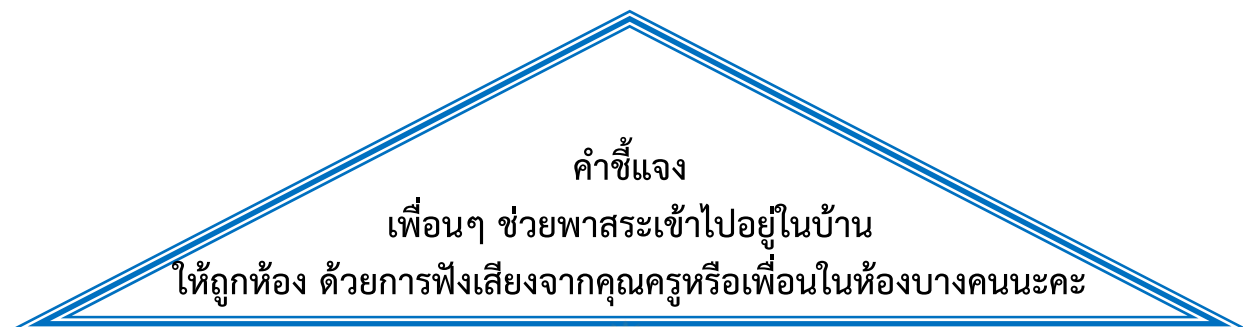 คำชี้แจง
เพื่อนๆ ช่วยพาสระเข้าไปอยู่ในบ้าน
ให้ถูกห้อง ด้วยการฟังเสียงจากคุณครูหรือเพื่อนในห้องบางคนนะคะ